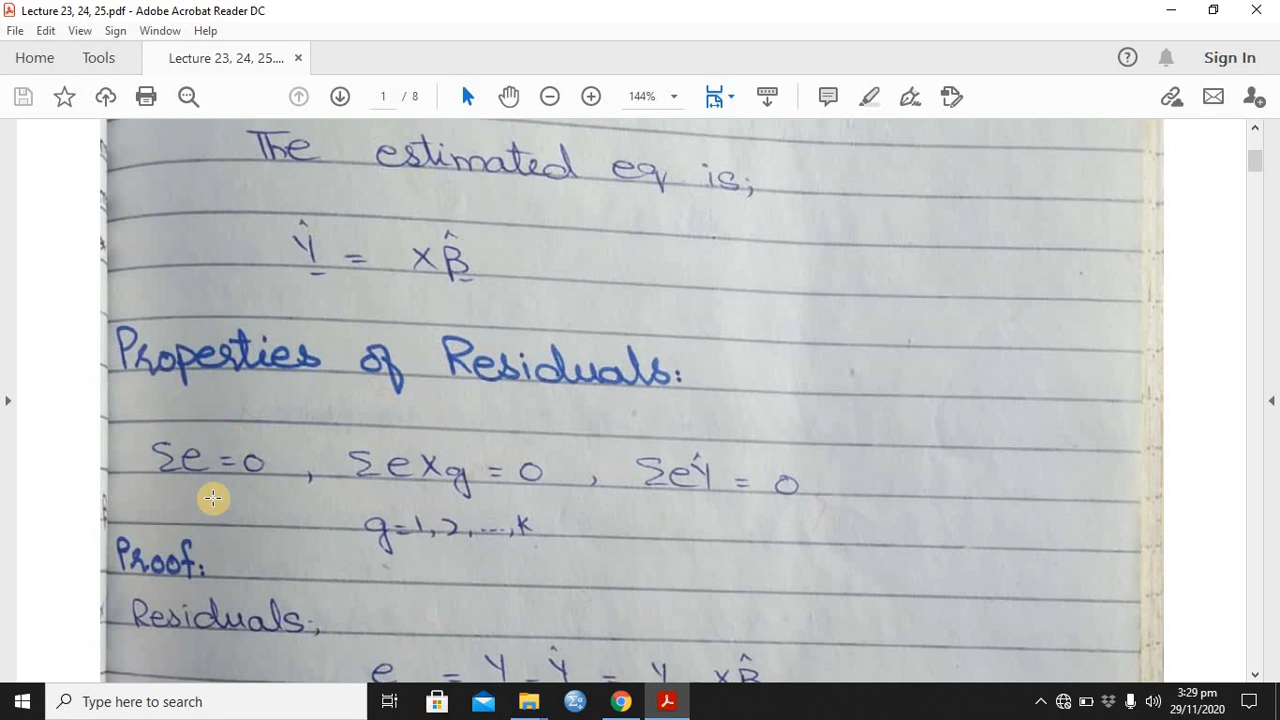 Lecture 23, 24, 25.pdf - Adobe Acrobat Reader DC
File Edit View Sign Window Help
Home Tools Lecture 23, 24, 25.... × Sign In
1 / 8 144%
The estimated eq is;
Ŷ = Xβ̂
Properties of Residuals:
Σe=0 , ΣeXg = 0 , ΣeŶ = 0
g=1,2,...,k
Proof:
Residuals;
e = Y - Ŷ = Y Xβ̂
Type here to search
3:29 pm
29/11/2020